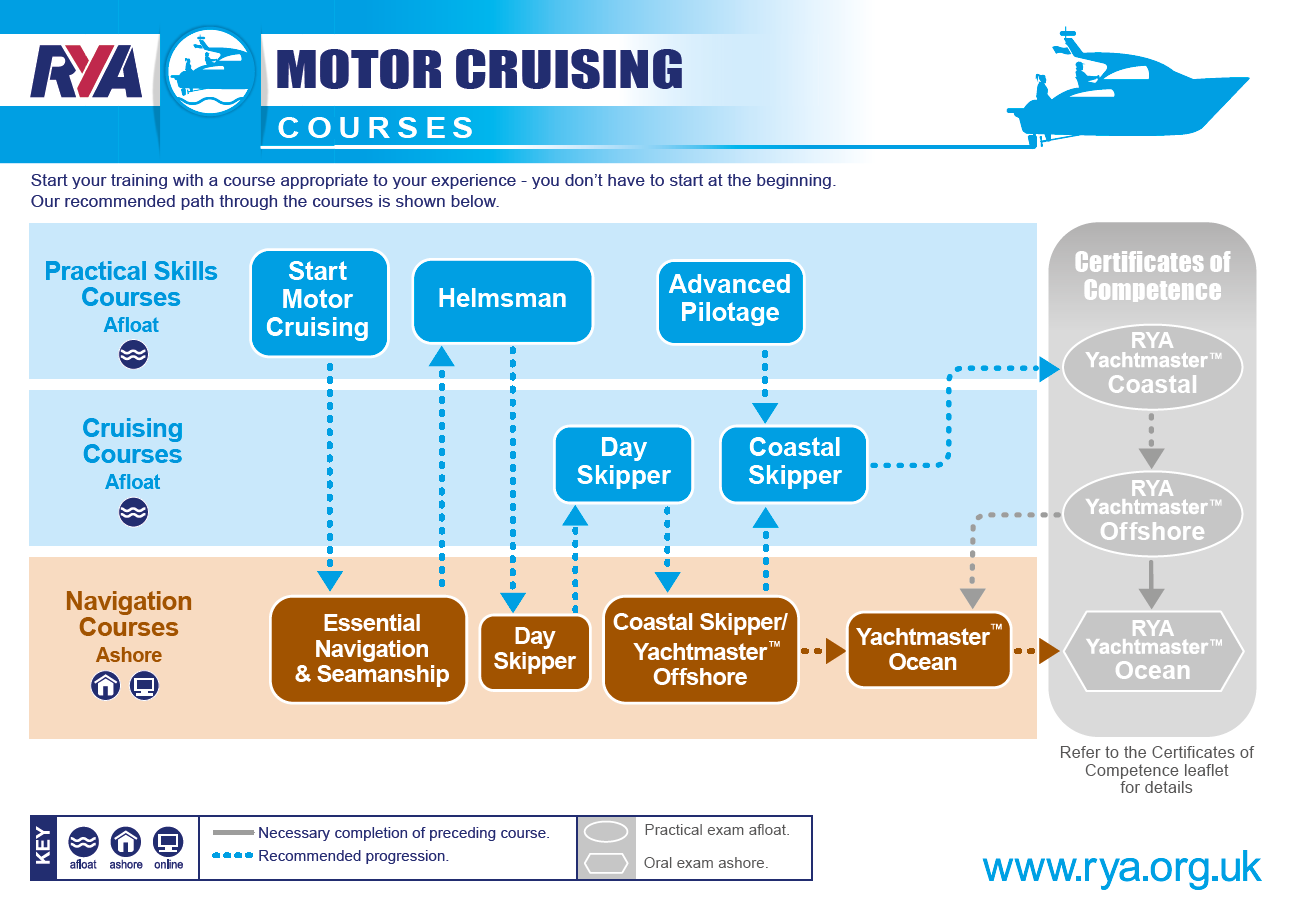 RYA
MOTOR CRUISING
COURSES
Start your training with a course appropriate to your experience - you don’t have to start at the beginning.
Our recommended path through the courses is shown below.
Practical Skills
Courses
Afloat
Start
Motor
Cruising
Helmsman
Advanced
Pilotage
Certificates of
Competence
RYA
Yachtmaster™
Coastal
Cruising
Courses
Afloat
Day
Skipper
Coastal
Skipper
RYA
Yachtmaster™
Offshore
Navigation
Courses
Ashore
Essential
Navigation
& Seamanship
Day
Skipper
Coastal Skipper/
Yachtmaster™
Offshore
Yachtmaster™
Ocean
RYA
Yachtmaster™
Ocean
Refer to the Certificates of
Competence leaflet
for details
KEY
afloat
ashore
online
Necessary completion of preceding course.
Recommended progression.
Practical exam afloat.
Oral exam ashore.
www.rya.org.uk